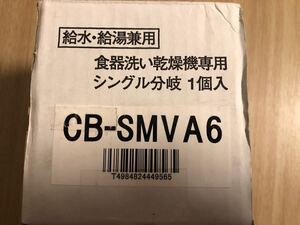 給水・給湯兼用
食器洗い乾燥機専用
シングル分岐 1個入
CB-SMVA6
T4984824449565